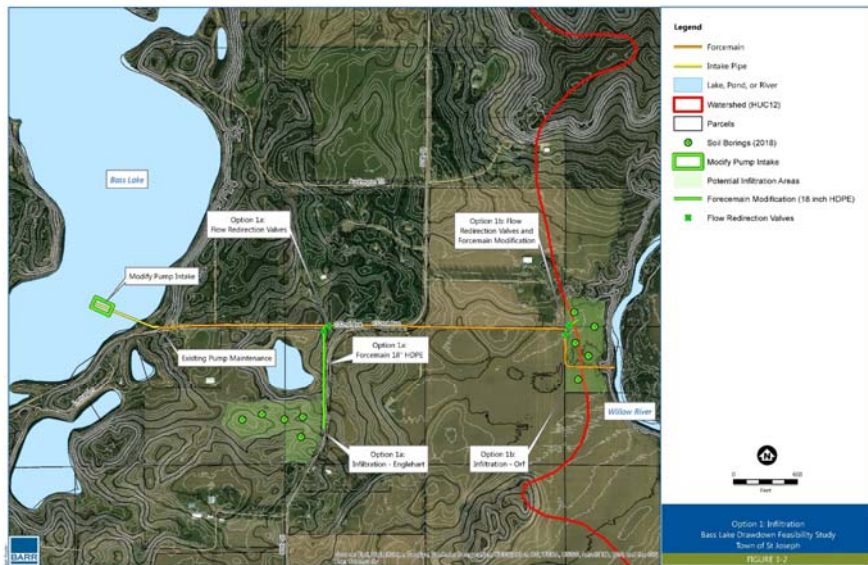 Bass Lake
Option 1a:
Flow Redirection Valves
Option 1b: Flow
Redirection Valves and
Forcemain Modification
Modify Pump Intake
Existing Pump Maintenance
Option 1a:
Forcemain 18" HDPE
Willow River
Option 1a:
Infiltration - Englehart
Option 1b:
Infiltration - Orf
BARR
Legend
Forcemain
Intake Pipe
Lake, Pond, or River
Watershed (HUC12)
Parcels
Soil Borings (2018)
Modify Pump Intake
Potential Infiltration Areas
Forecemain Modification (18 inch HDPE)
Flow Redirection Valves
N
0
Feet
Option 1: Infiltration
Bass Lake Drawdown Feasibility Study
Town of St Joseph
FIGURE 3-2